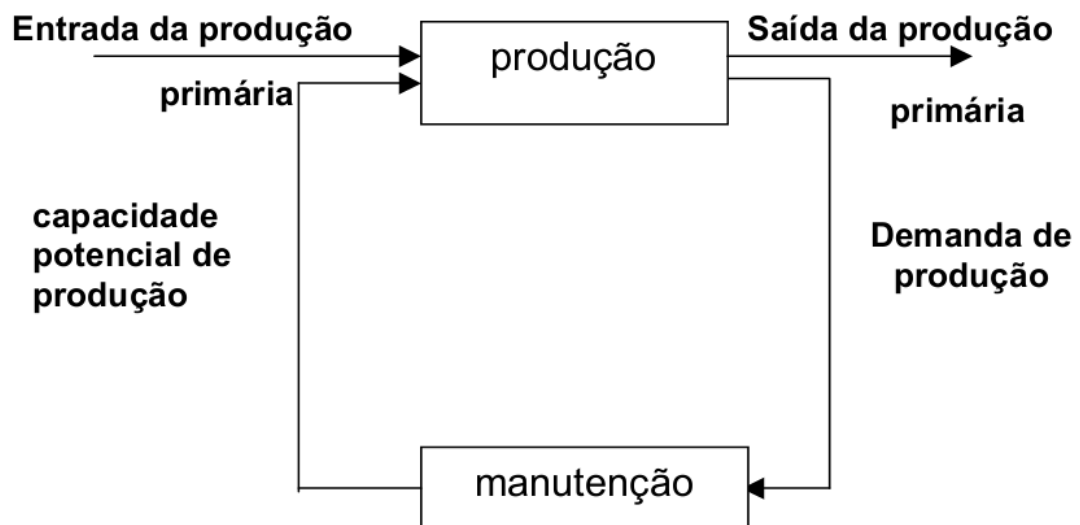 Entrada da produção
primária
produção
Saída da produção
primária
capacidade
potencial de
produção
Demanda de
produção
manutenção